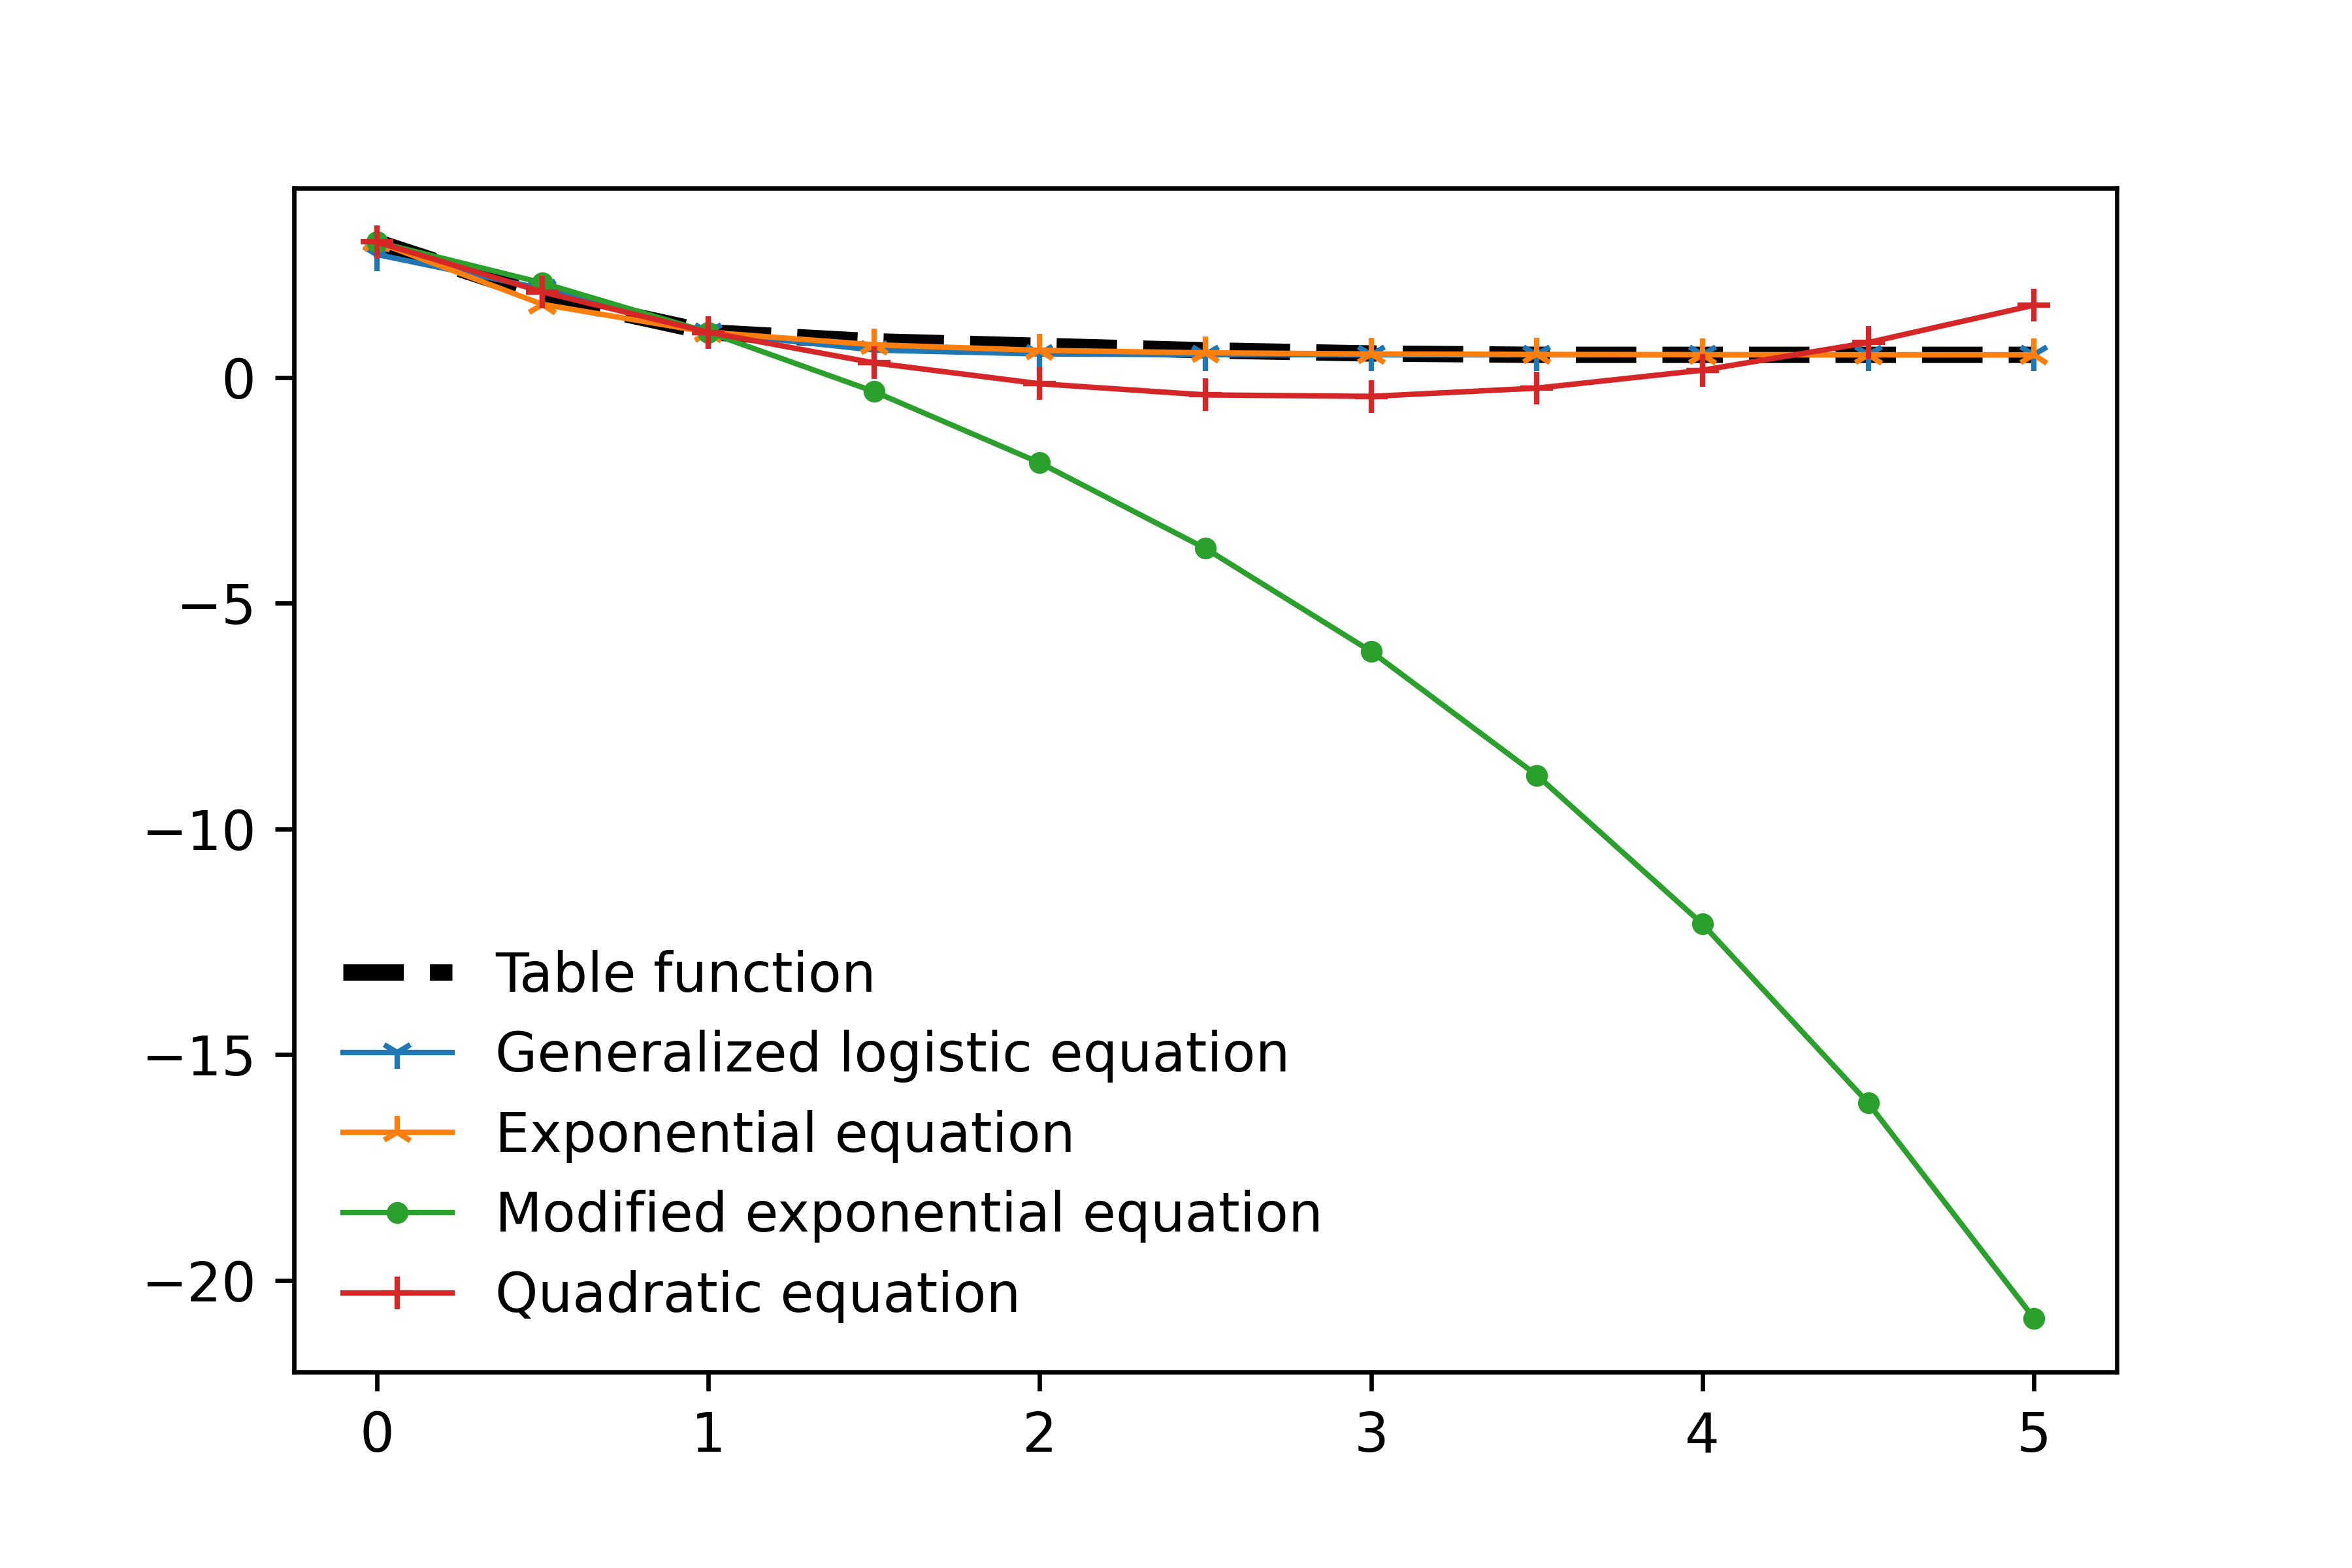 0
−5
−10
−15
−20
Table function
Generalized logistic equation
Exponential equation
Modified exponential equation
Quadratic equation
0 1 2 3 4 5